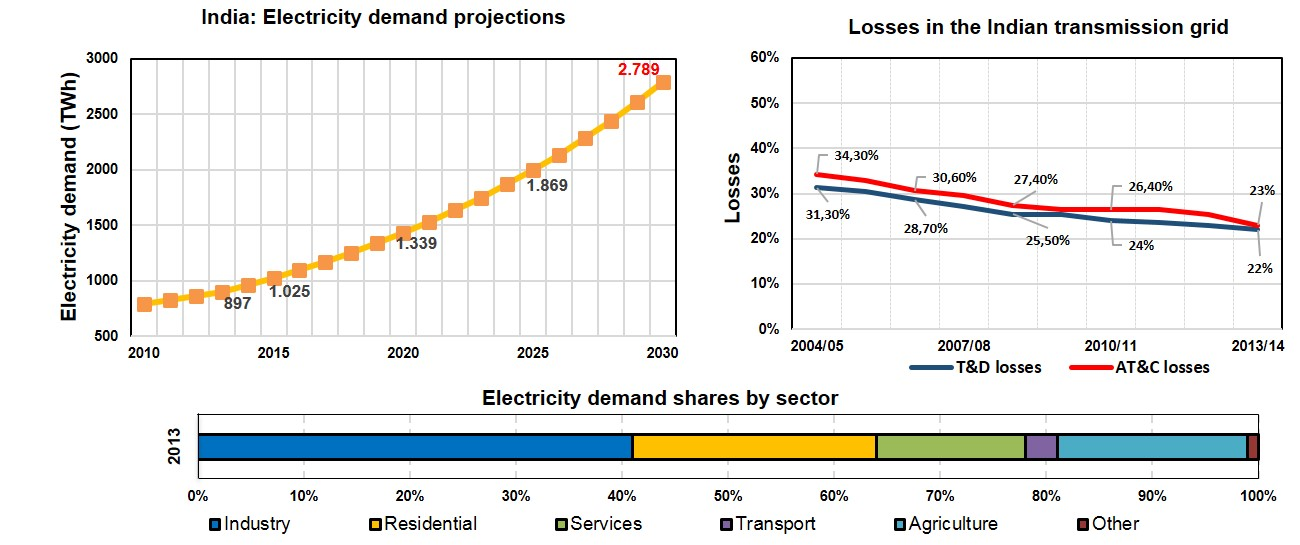 India: Electricity demand projections
Electricity demand (TWh)
3000
2500
2000
1500
1000
500
2.789
1.869
1.339
1.025
897
2010 2015 2020 2025 2030
Losses in the Indian transmission grid
Losses
60%
50%
40%
30%
20%
10%
0%
34,30%
30,60%
27,40%
26,40%
23%
31,30%
28,70%
25,50%
24%
22%
2004/05 2007/08 2010/11 2013/14
T&D losses AT&C losses
Electricity demand shares by sector
2013
0% 10% 20% 30% 40% 50% 60% 70% 80% 90% 100%
Industry Residential Services Transport Agriculture Other